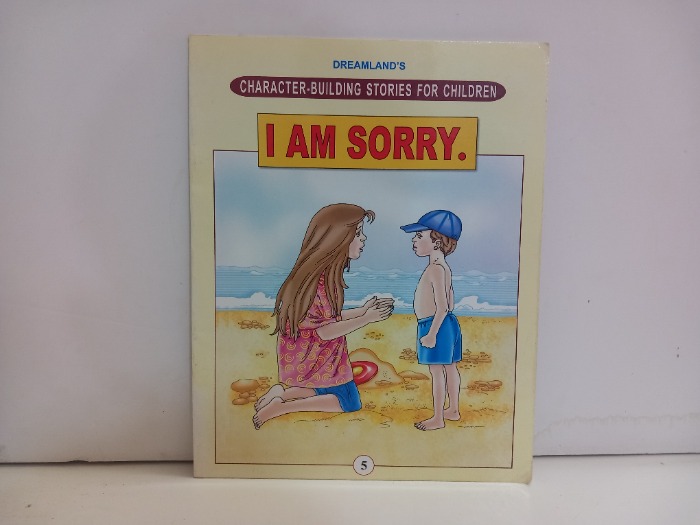 DREAMLAND'S
CHARACTER-BUILDING STORIES FOR CHILDREN
I AM SORRY.
5